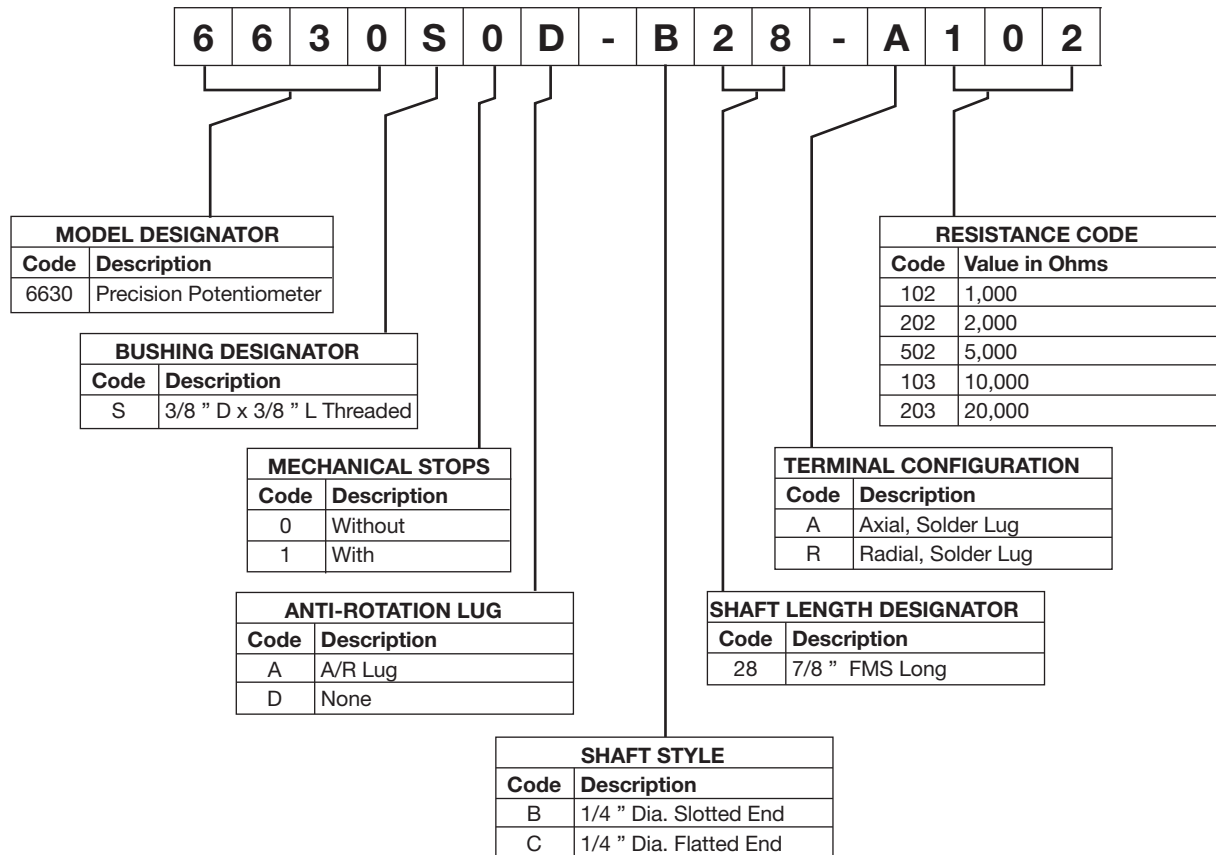 6 6 3 0 S 0 D - B 2 8 - A 1 0 2
MODEL DESIGNATOR
Code Description
6630 Precision Potentiometer
BUSHING DESIGNATOR
Code Description
S 3/8 ” D x 3/8 ” L Threaded
MECHANICAL STOPS
Code Description
0 Without
1 With
ANTI-ROTATION LUG
Code Description
A A/R Lug
D None
SHAFT STYLE
Code Description
B 1/4 ” Dia. Slotted End
C 1/4 ” Dia. Flatted End
SHAFT LENGTH DESIGNATOR
Code Description
28 7/8 ” FMS Long
TERMINAL CONFIGURATION
Code Description
A Axial, Solder Lug
R Radial, Solder Lug
RESISTANCE CODE
Code Value in Ohms
102 1,000
202 2,000
502 5,000
103 10,000
203 20,000